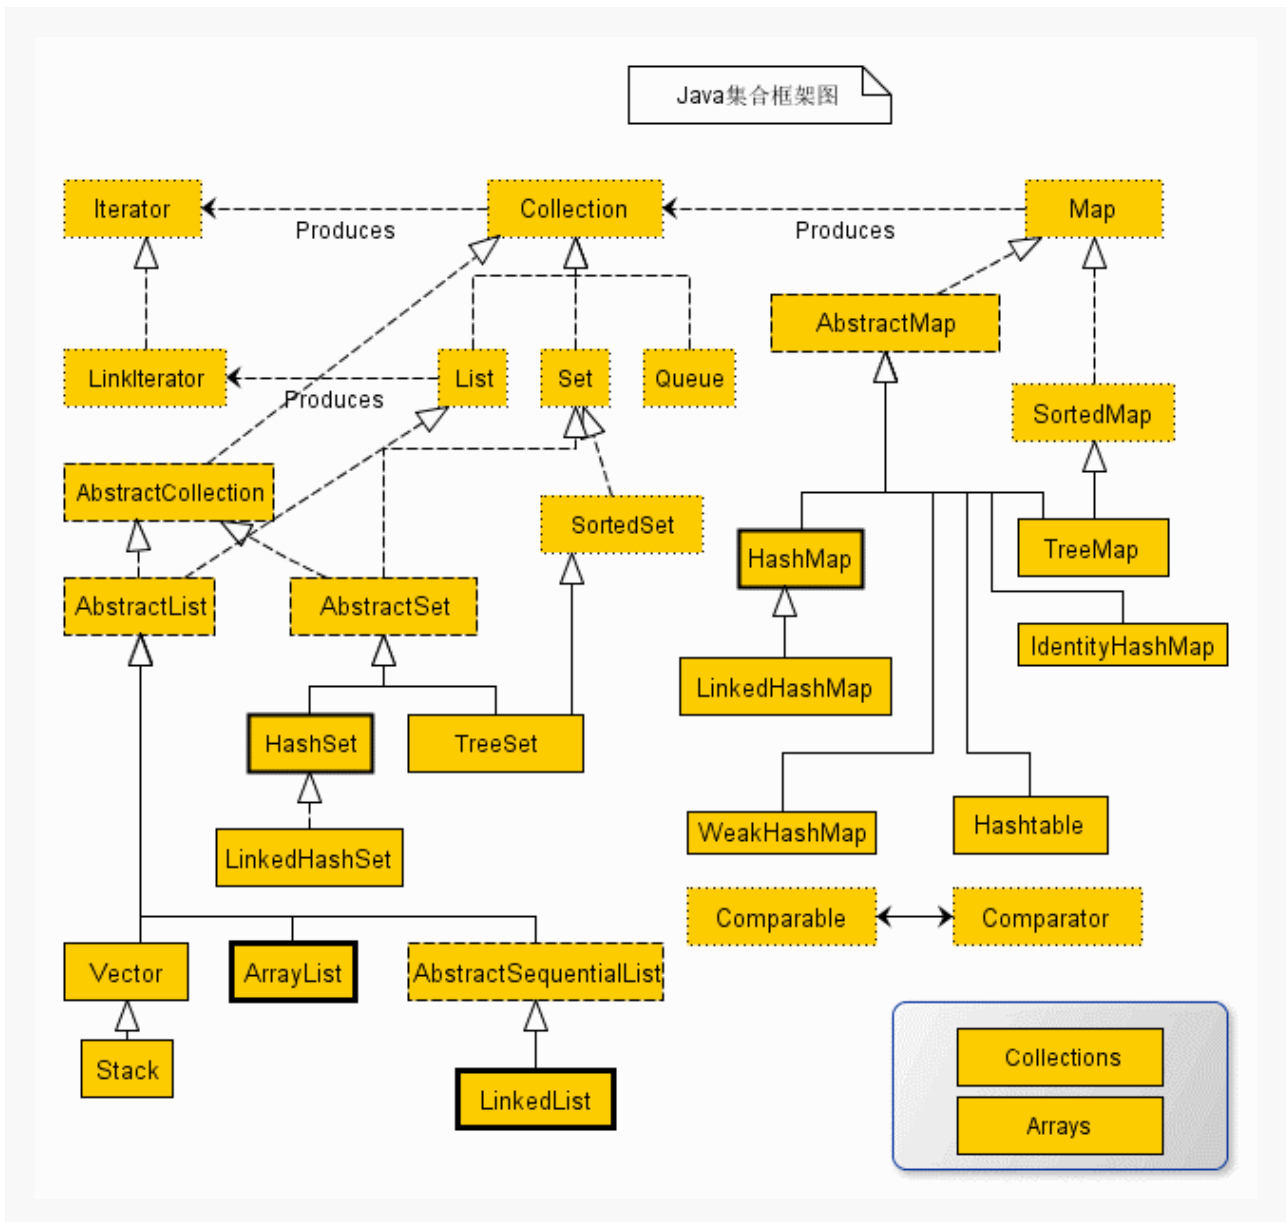 Java集合框架图
Iterator
Produces
Collection
Produces
Map
AbstractMap
LinkIterator
Produces
List
Set
Queue
SortedMap
AbstractCollection
SortedSet
HashMap
TreeMap
AbstractList
AbstractSet
IdentityHashMap
LinkedHashMap
HashSet
TreeSet
WeakHashMap
Hashtable
LinkedHashSet
Comparable
Comparator
Vector
ArrayList
AbstractSequentialList
Stack
LinkedList
Collections
Arrays